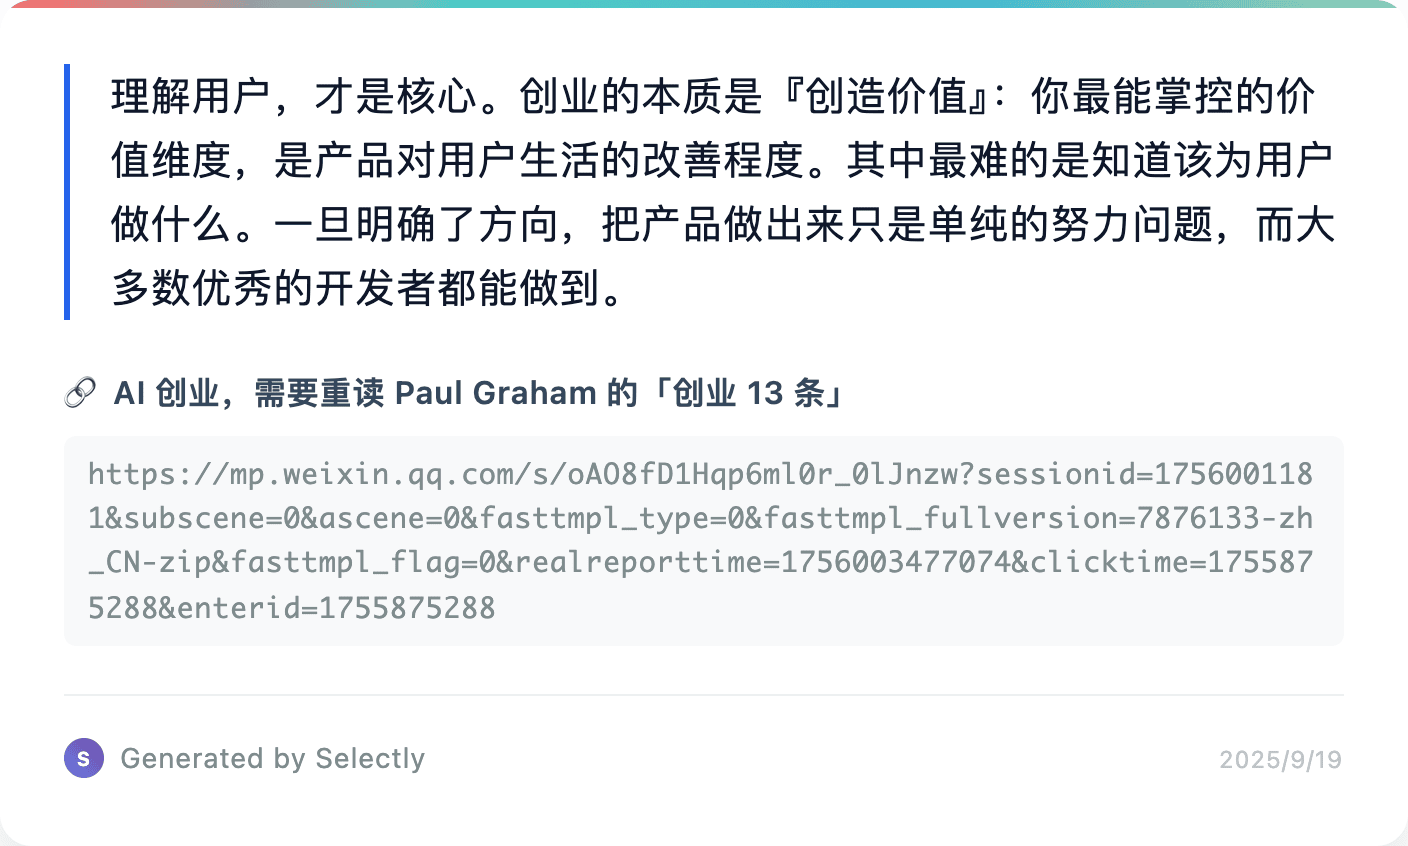 理解用户，才是核心。创业的本质是『创造价值』：你最能掌控的价
值维度，是产品对用户生活的改善程度。其中最难的是知道该为用户
做什么。一旦明确了方向，把产品做出来只是单纯的努力问题，而大
多数优秀的开发者都能做到。
🔗 AI 创业，需要重读 Paul Graham 的「创业 13 条」
https://mp.weixin.qq.com/s/oAO8fD1Hqp6ml0r_0lJnzw?sessionid=175600118
1&subscene=0&ascene=0&fasttmpl_type=0&fasttmpl_fullversion=7876133-zh
_CN-zip&fasttmpl_flag=0&realreporttime=1756003477074&clicktime=175587
5288&enterid=1755875288
S Generated by Selectly
2025/9/19